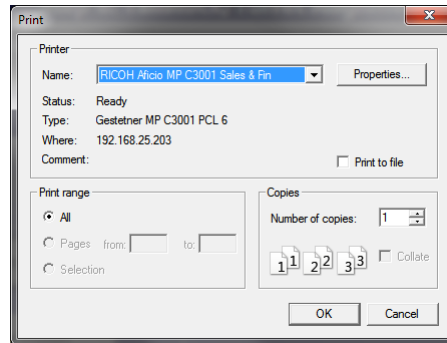 Print
Printer
Name: RICOH Aficio MP C3001 Sales & Fin Properties...
Status: Ready
Type: Gestetner MP C3001 PCL 6
Where: 192.168.25.203
Comment: Print to file
Print range
All
Pages from: to:
Selection
Copies
Number of copies: 1
1 1 2 2 3 3 Collate
OK Cancel